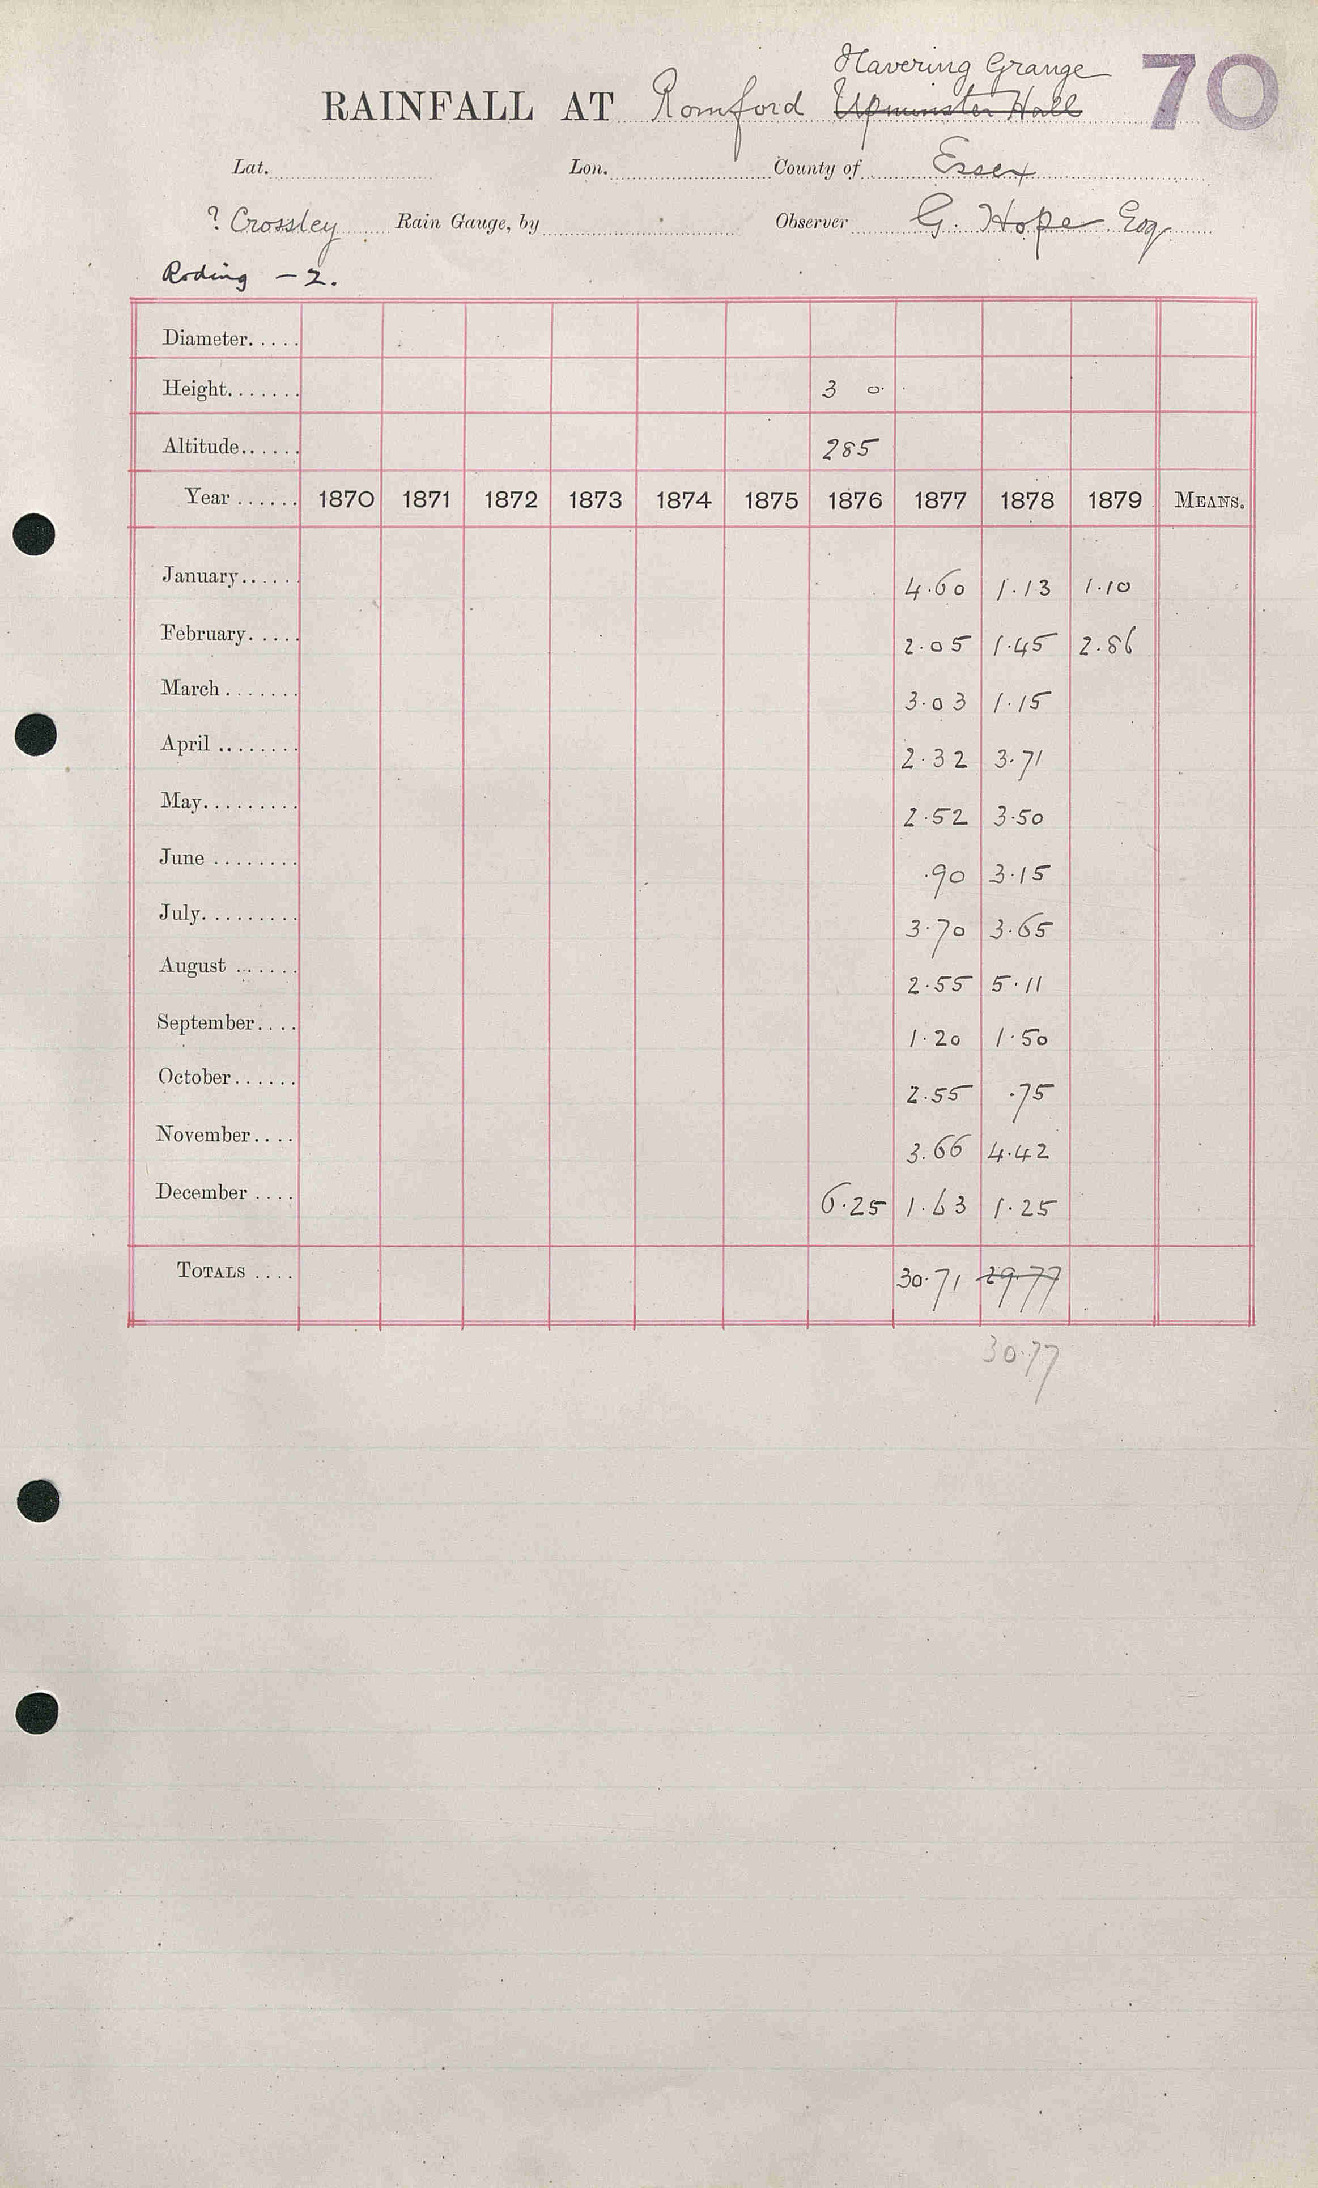 Havering Grange 70
RAINFALL AT Romford Upminster Hall
Lat. Lon. County of Essex
? Crossley Rain Gauge, by Observer G. Hope Esq
Roding - 2.
Diameter.....
Height....... 3 0
Altitude...... 285
Year ...... 1870 1871 1872 1873 1874 1875 1876 1877 1878 1879 MEANS.
January...... 4.60 1.13 1.10
February..... 2.05 1.45 2.86
March ....... 3.03 1.15
April ........ 2.32 3.71
May......... 2.52 3.50
June ........ .90 3.15
July......... 3.70 3.65
August ...... 2.55 5.11
September.... 1.20 1.50
October...... 2.55 .75
November.... 3.66 4.42
December .... 6.25 1.63 1.25
TOTALS .... 30.71 29.77
30.77